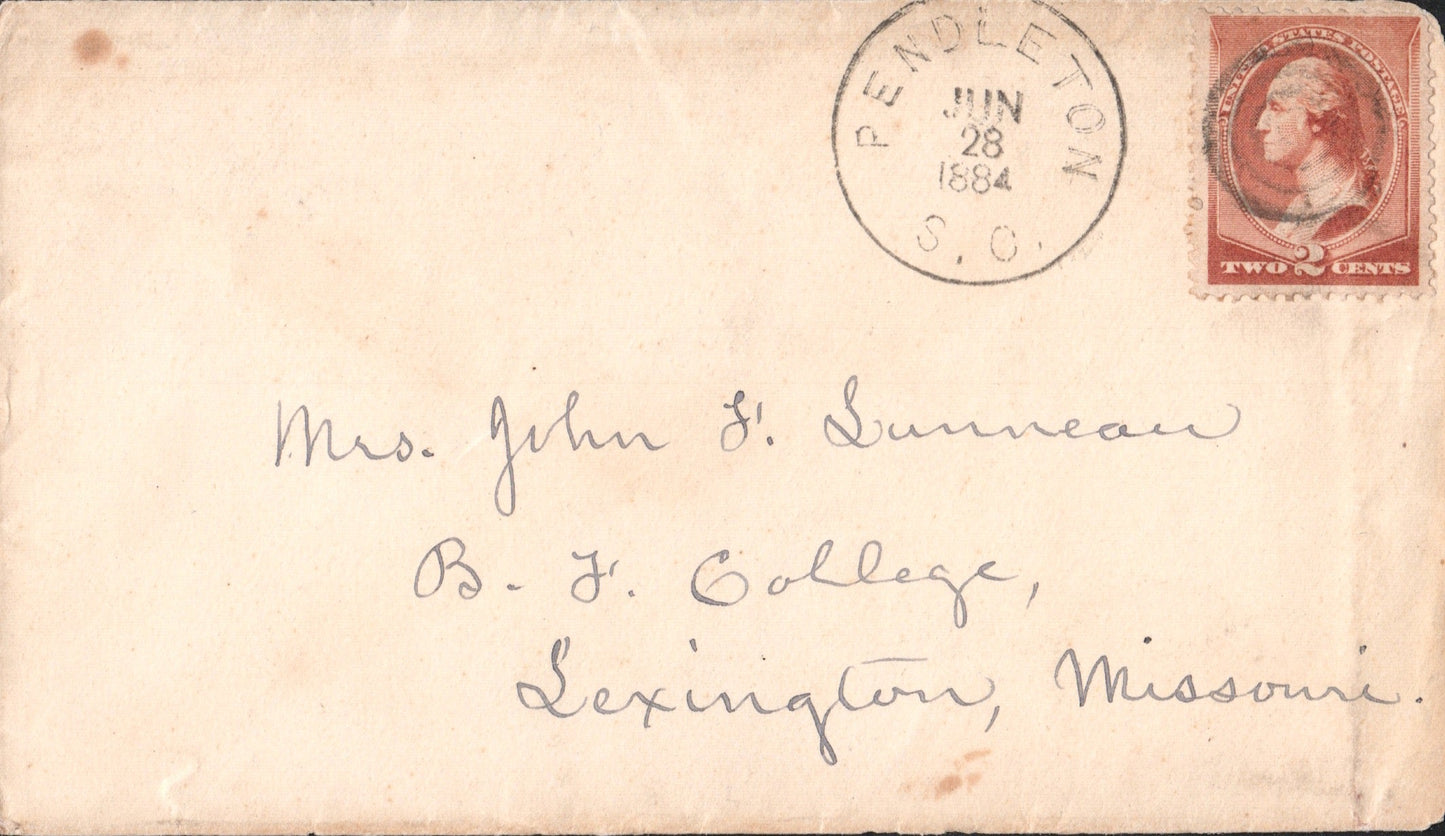 PENDLETON
JUN
28
1884
S. C.
UNITED STATES POSTAGE
TWO 2 CENTS
Mrs. John F. Lunneau
B. F. College,
Lexington, Missouri.